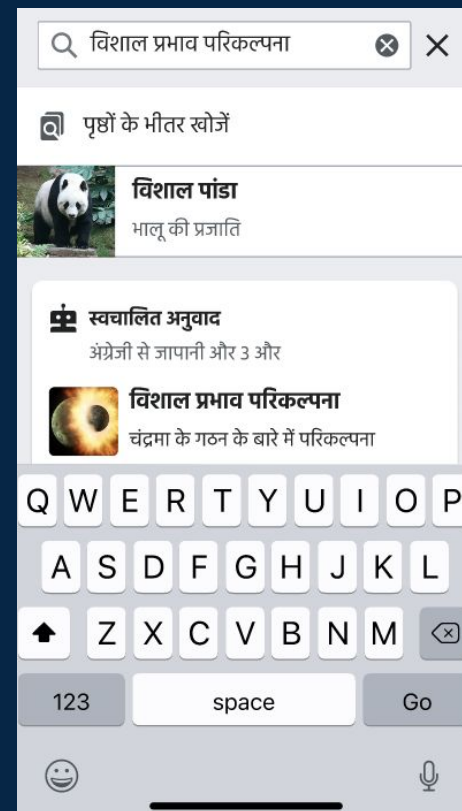 विशाल प्रभाव परिकल्पना
पृष्ठों के भीतर खोजें
विशाल पांडा
भालू की प्रजाति
स्वचालित अनुवाद
अंग्रेजी से जापानी और 3 और
विशाल प्रभाव परिकल्पना
चंद्रमा के गठन के बारे में परिकल्पना
Q W E R T Y U I O P
A S D F G H J K L
Z X C V B N M
123 space Go